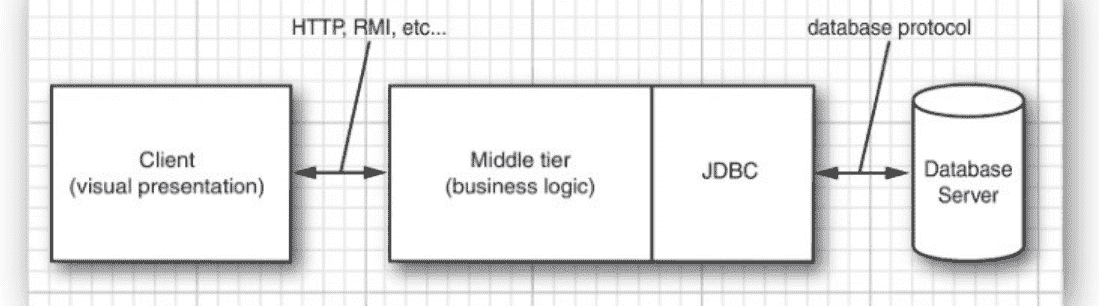 HTTP, RMI, etc...
database protocol
Client
(visual presentation)
Middle tier
(business logic)
JDBC
Database
Server